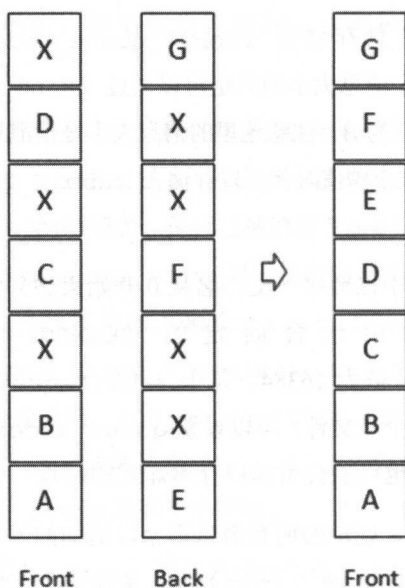 X G G
D X F
X X E
C F D
X X C
B X B
A E A
Front Back Front